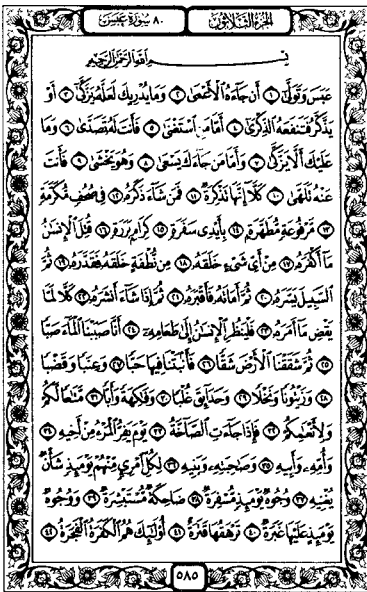 الجزء الثلاثون ٨٠ سورة عبس
بِسْمِ اللَّهِ الرَّحْمَٰنِ الرَّحِيمِ
عَبَسَ وَتَوَلَّىٰٓ ١ أَن جَآءَهُ ٱلْأَعْمَىٰ ٢ وَمَا يُدْرِيكَ لَعَلَّهُۥ يَزَّكَّىٰٓ ٣ أَوْ
يَذَّكَّرُ فَتَنفَعَهُ ٱلذِّكْرَىٰٓ ٤ أَمَّا مَنِ ٱسْتَغْنَىٰ ٥ فَأَنتَ لَهُۥ تَصَدَّىٰ ٦ وَمَا
عَلَيْكَ أَلَّا يَزَّكَّىٰ ٧ وَأَمَّا مَن جَآءَكَ يَسْعَىٰ ٨ وَهُوَ يَخْشَىٰ ٩ فَأَنتَ
عَنْهُ تَلَهَّىٰ ١٠ كَلَّآ إِنَّهَا تَذْكِرَةٌ ١١ فَمَن شَآءَ ذَكَرَهُۥ ١٢ فِى صُحُفٍ مُّكَرَّمَةٍ
١٣ مَّرْفُوعَةٍ مُّطَهَّرَةٍۭ ١٤ بِأَيْدِى سَفَرَةٍ ١٥ كِرَامٍۭ بَرَرَةٍ ١٦ قُتِلَ ٱلْإِنسَٰنُ
مَآ أَكْفَرَهُۥ ١٧ مِنْ أَىِّ شَىْءٍ خَلَقَهُۥ ١٨ مِن نُّطْفَةٍ خَلَقَهُۥ فَقَدَّرَهُۥ ١٩ ثُمَّ
ٱلسَّبِيلَ يَسَّرَهُۥ ٢٠ ثُمَّ أَمَاتَهُۥ فَأَقْبَرَهُۥ ٢١ ثُمَّ إِذَا شَآءَ أَنشَرَهُۥ ٢٢ كَلَّا لَمَّا
يَقْضِ مَآ أَمَرَهُۥ ٢٣ فَلْيَنظُرِ ٱلْإِنسَٰنُ إِلَىٰ طَعَامِهِۦٓ ٢٤ أَنَّا صَبَبْنَا ٱلْمَآءَ صَبًّا
٢٥ ثُمَّ شَقَقْنَا ٱلْأَرْضَ شَقًّا ٢٦ فَأَنۢبَتْنَا فِيهَا حَبًّا ٢٧ وَعِنَبًا وَقَضْبًا
٢٨ وَزَيْتُونًا وَنَخْلًا ٢٩ وَحَدَآئِقَ غُلْبًا ٣٠ وَفَٰكِهَةً وَأَبًّا ٣١ مَّتَٰعًا لَّكُمْ
وَلِأَنْعَٰمِكُمْ ٣٢ فَإِذَا جَآءَتِ ٱلصَّآخَّةُ ٣٣ يَوْمَ يَفِرُّ ٱلْمَرْءُ مِنْ أَخِيهِ ٣٤
وَأُمِّهِۦ وَأَبِيهِ ٣٥ وَصَٰحِبَتِهِۦ وَبَنِيهِ ٣٦ لِكُلِّ ٱمْرِئٍ مِّنْهُمْ يَوْمَئِذٍ شَأْنٌ
يُغْنِيهِ ٣٧ وُجُوهٌ يَوْمَئِذٍ مُّسْفِرَةٌ ٣٨ ضَاحِكَةٌ مُّسْتَبْشِرَةٌ ٣٩ وَوُجُوهٌ
يَوْمَئِذٍ عَلَيْهَا غَبَرَةٌ ٤٠ تَرْهَقُهَا قَتَرَةٌ ٤١ أُو۟لَٰٓئِكَ هُمُ ٱلْكَفَرَةُ ٱلْفَجَرَةُ ٤٢
٥٨٥